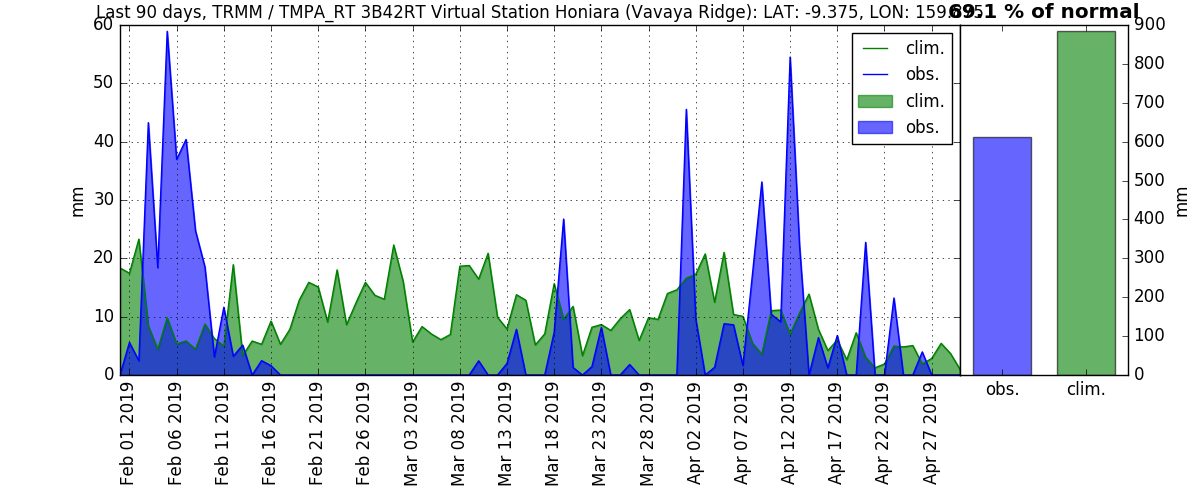 Last 90 days, TRMM / TMPA_RT 3B42RT Virtual Station Honiara (Vavaya Ridge): LAT: -9.375, LON:
69.1 % of normal
60
50
40
30
20
10
0
mm
clim.
obs.
clim.
obs.
900
800
700
600
500
400
300
200
100
0
mm
obs.
clim.
Feb 01 2019
Feb 06 2019
Feb 11 2019
Feb 16 2019
Feb 21 2019
Feb 26 2019
Mar 03 2019
Mar 08 2019
Mar 13 2019
Mar 18 2019
Mar 23 2019
Mar 28 2019
Apr 02 2019
Apr 07 2019
Apr 12 2019
Apr 17 2019
Apr 22 2019
Apr 27 2019